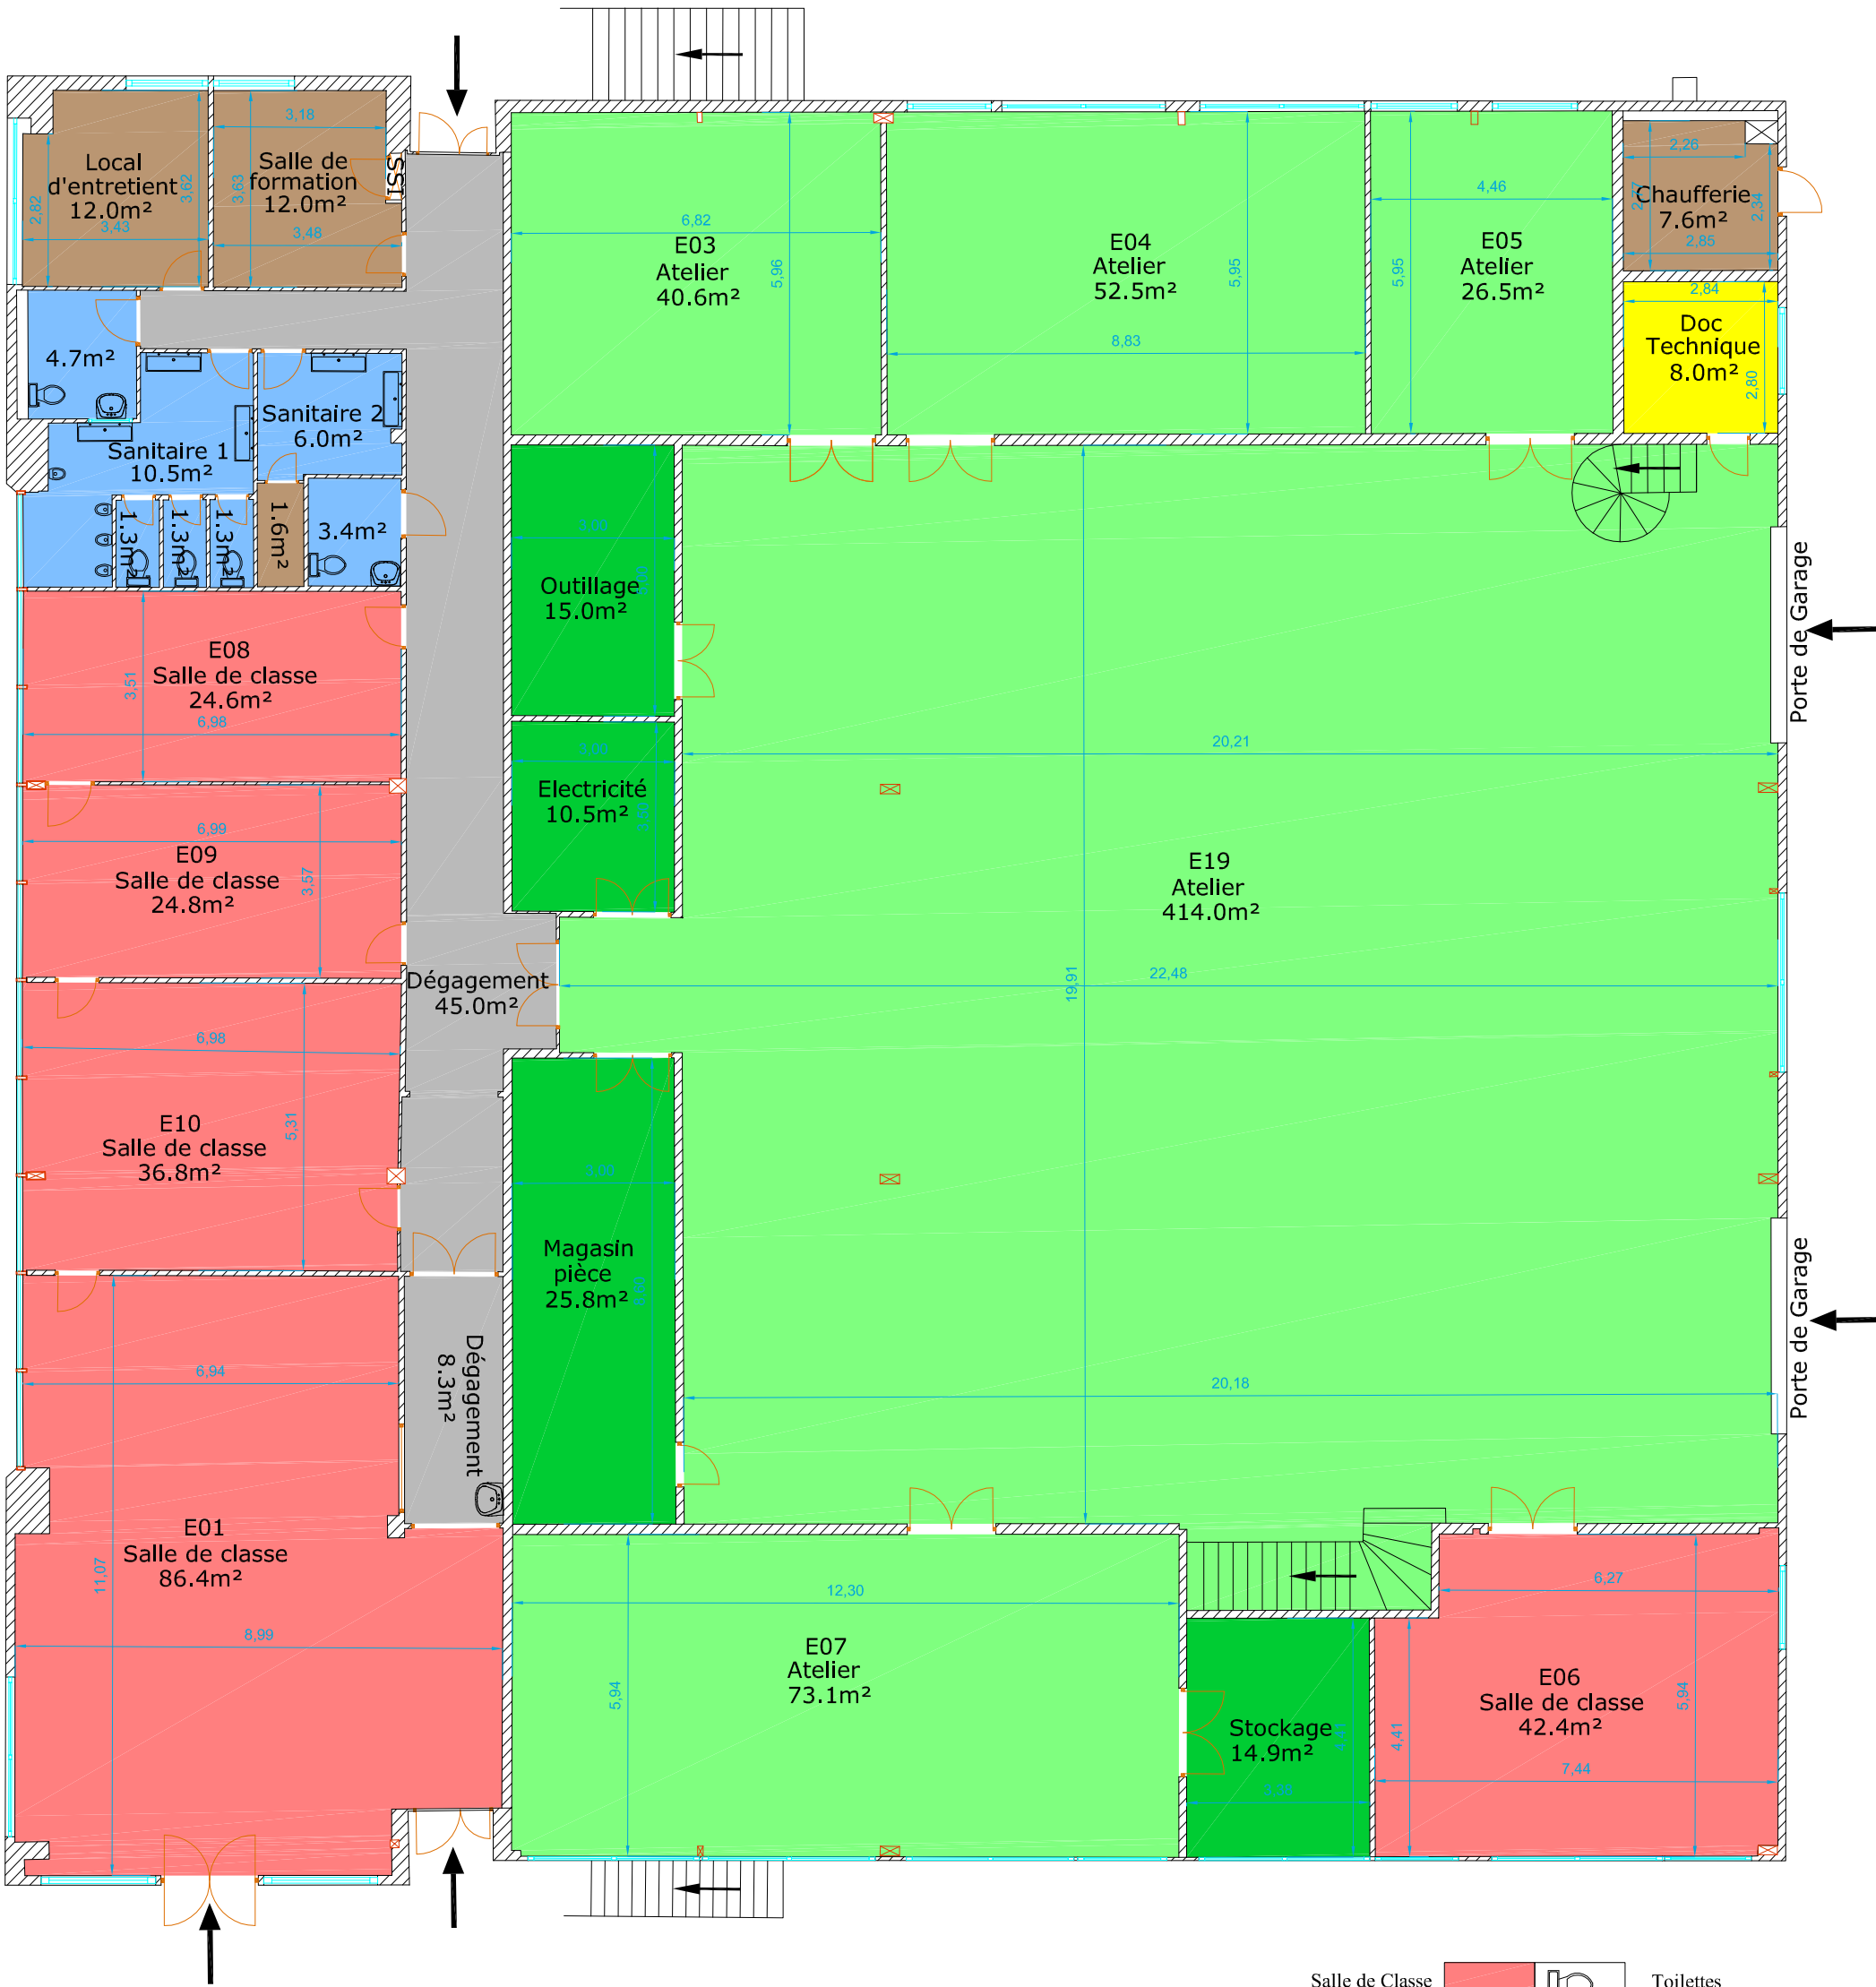 3,18
Local
d'entretient
12.0m²
2,82
3,62
3,43
Salle de
formation
12.0m²
3,63
3,48
SSI
6,82
E03
Atelier
40.6m²
5,96
E04
Atelier
52.5m²
5,95
8,83
4,46
E05
Atelier
26.5m²
5,95
2,26
Chaufferie
7.6m²
2,34
2,85
2,84
Doc
Technique
8.0m²
2,80
4.7m²
Sanitaire 1
10.5m²
Sanitaire 2
6.0m²
1.3m²
1.3m²
1.3m²
1.6m²
3.4m²
3,00
Outillage
15.0m²
Porte de Garage
E08
Salle de classe
24.6m²
3,51
6,98
3,00
Electricité
10.5m²
20,21
6,99
E09
Salle de classe
24.8m²
3,57
E19
Atelier
414.0m²
Dégagement
45.0m²
22,48
19,91
6,98
E10
Salle de classe
36.8m²
5,31
3,00
Magasin
pièce
25.8m²
Porte de Garage
Dégagement
8.3m²
6,94
20,18
E01
Salle de classe
86.4m²
11,07
8,99
12,30
E07
Atelier
73.1m²
5,94
Stockage
14.9m²
4,41
6,27
E06
Salle de classe
42.4m²
5,94
4,41
7,44
Salle de Classe
Toilettes